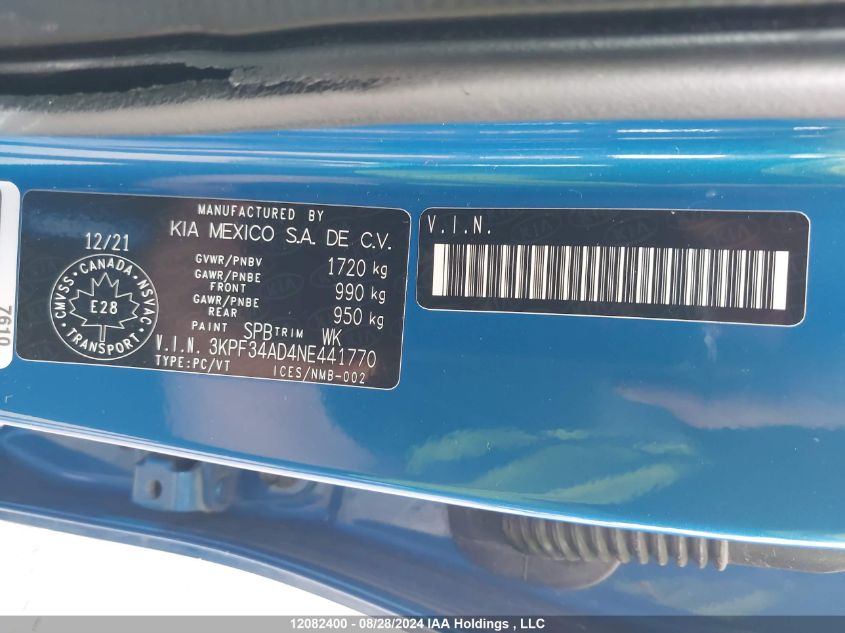 MANUFACTURED BY
KIA MEXICO S.A. DE C.V.
12/21
GVWR/PNBV 1720 kg
GAWR/PNBE FRONT 990 kg
GAWR/PNBE REAR 950 kg
PAINT SPB TRIM WK
V.I.N. 3KPF34AD4NE441770
TYPE:PC/VT ICES/NMB-002
CMVSS • CANADA • NSVAC • TRANSPORT •
E28
V.I.N.
7610
12082400 - 08/28/2024 IAA Holdings , LLC